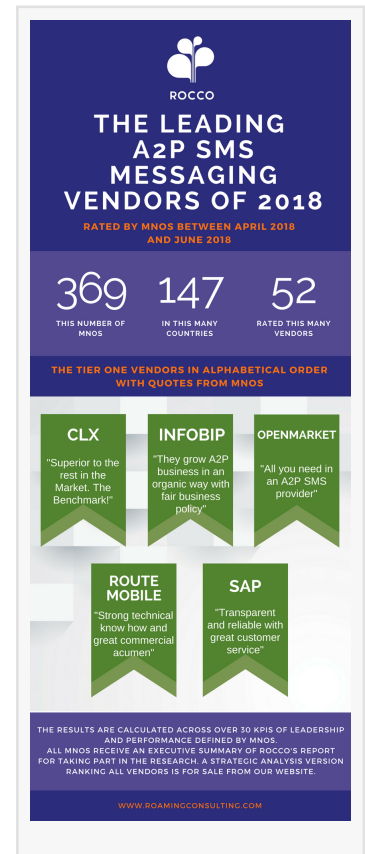 ROCCO
THE LEADING
A2P SMS
MESSAGING
VENDORS OF 2018
RATED BY MNOS BETWEEN APRIL 2018
AND JUNE 2018
369
THIS NUMBER OF
MNOS
147
IN THIS MANY
COUNTRIES
52
RATED THIS MANY
VENDORS
THE TIER ONE VENDORS IN ALPHABETICAL ORDER
WITH QUOTES FROM MNOS
CLX
"Superior to the
rest in the
Market. The
Benchmark!"
INFOBIP
"They grow A2P
business in an
organic way with
fair business
policy"
OPENMARKET
"All you need in
an A2P SMS
provider"
ROUTE
MOBILE
"Strong technical
know how and
great commercial
acumen"
SAP
"Transparent
and reliable with
great customer
service"
THE RESULTS ARE CALCULATED ACROSS OVER 30 KPIS OF LEADERSHIP
AND PERFORMANCE DEFINED BY MNOS.
ALL MNOS RECEIVE AN EXECUTIVE SUMMARY OF ROCCO'S REPORT
FOR TAKING PART IN THE RESEARCH. A STRATEGIC ANALYSIS VERSION
RANKING ALL VENDORS IS FOR SALE FROM OUR WEBSITE.
WWW.ROAMINGCONSULTING.COM